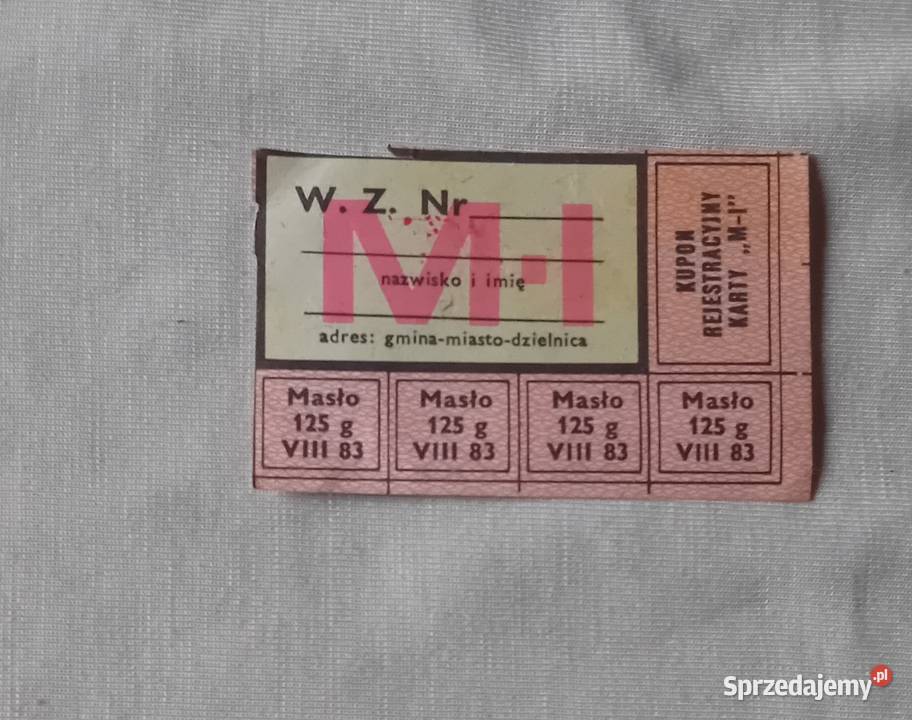 W. Z. Nr
M-I
nazwisko i imię
adres: gmina-miasto-dzielnica
KUPON
REJESTRACYJNY
KARTY „M-I”
Masło
125 g
VIII 83
Masło
125 g
VIII 83
Masło
125 g
VIII 83
Masło
125 g
VIII 83
Sprzedajemy.pl